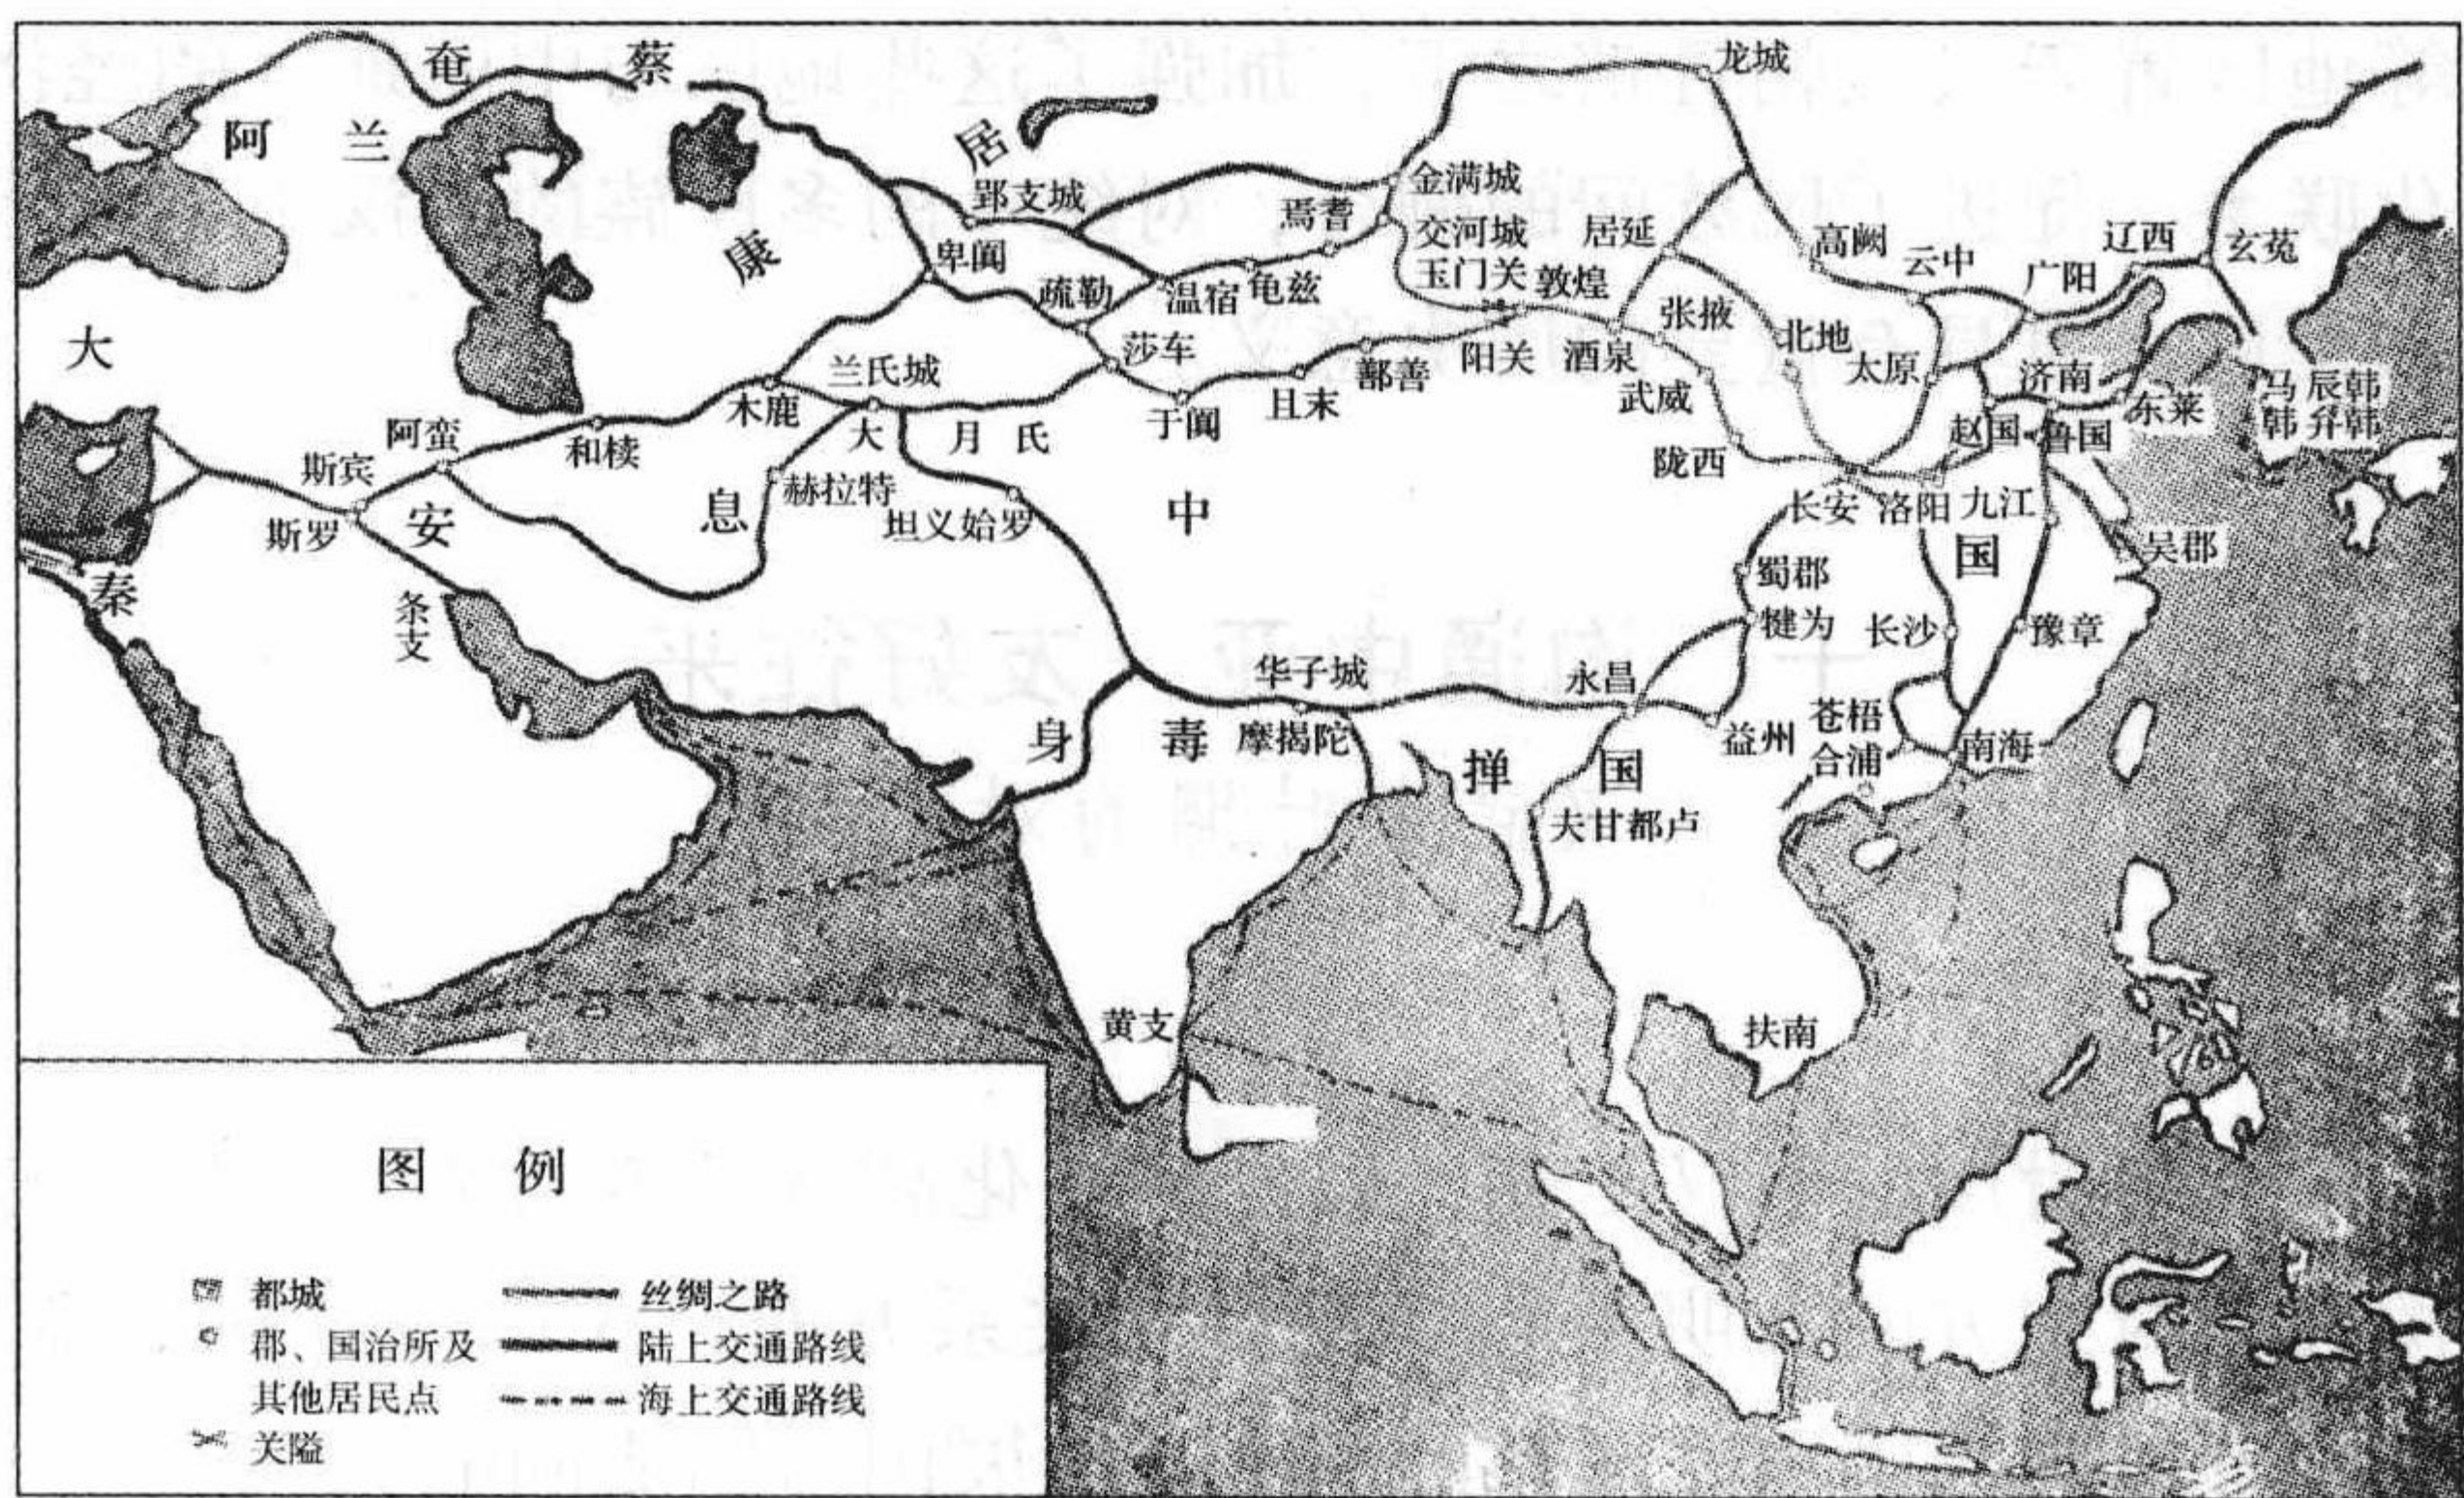 奄蔡
龙城
阿兰
居
康
郅支城
金满城
焉耆
交河城
居延
高阙
云中
辽西
玄菟
卑阗
疏勒
温宿
龟兹
玉门关
敦煌
广阳
张掖
北地
太原
大
莎车
兰氏城
鄯善
阳关
酒泉
济南
马韩
辰韩
弁韩
木鹿
于阗
且末
武威
赵国
鲁国
东莱
阿蛮
和椟
大月氏
陇西
斯宾
赫拉特
中
长安
洛阳
九江
斯罗
安息
坦义始罗
国
吴郡
秦
条支
蜀郡
犍为
长沙
豫章
华子城
永昌
苍梧
身毒
摩揭陀
益州
合浦
南海
掸国
夫甘都卢
黄支
扶南
图例
都城
丝绸之路
郡、国治所及
其他居民点
陆上交通路线
海上交通路线
关隘